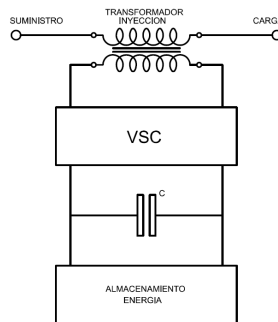 TRANSFORMADOR
INYECCION
SUMINISTRO
CARGA
VSC
C
ALMACENAMIENTO
ENERGIA